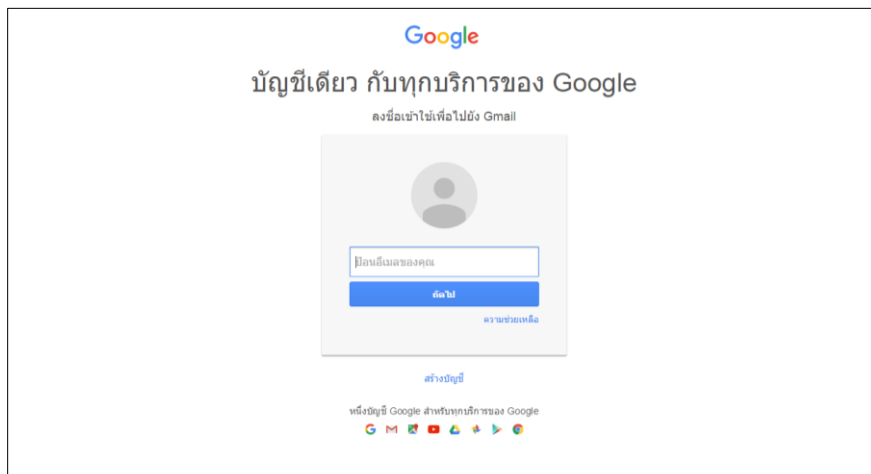 Google
บัญชีเดียว กับทุกบริการของ Google
ลงชื่อเข้าใช้เพื่อไปยัง Gmail
ป้อนอีเมลของคุณ
ถัดไป
ความช่วยเหลือ
สร้างบัญชี
หนึ่งบัญชี Google สำหรับทุกบริการของ Google